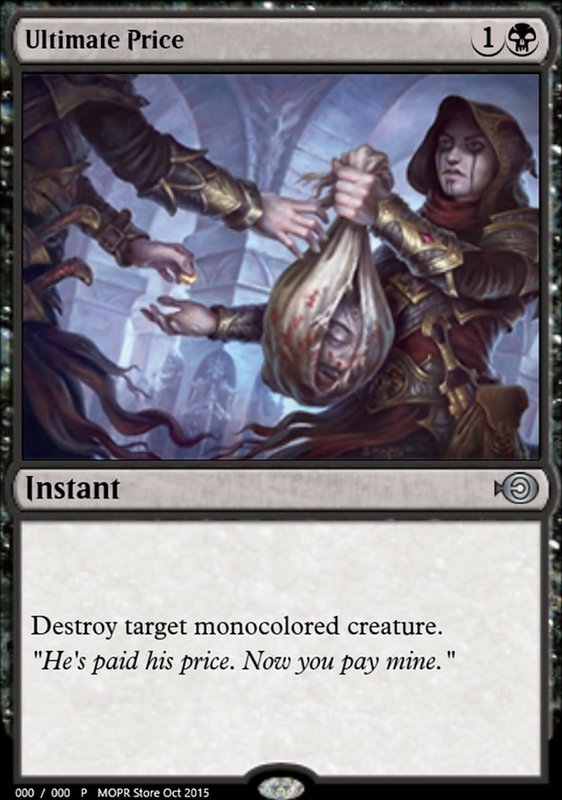 Ultimate Price 1
Instant
Destroy target monocolored creature.
"He's paid his price. Now you pay mine."
000 / 000 P MOPR Store Oct 2015